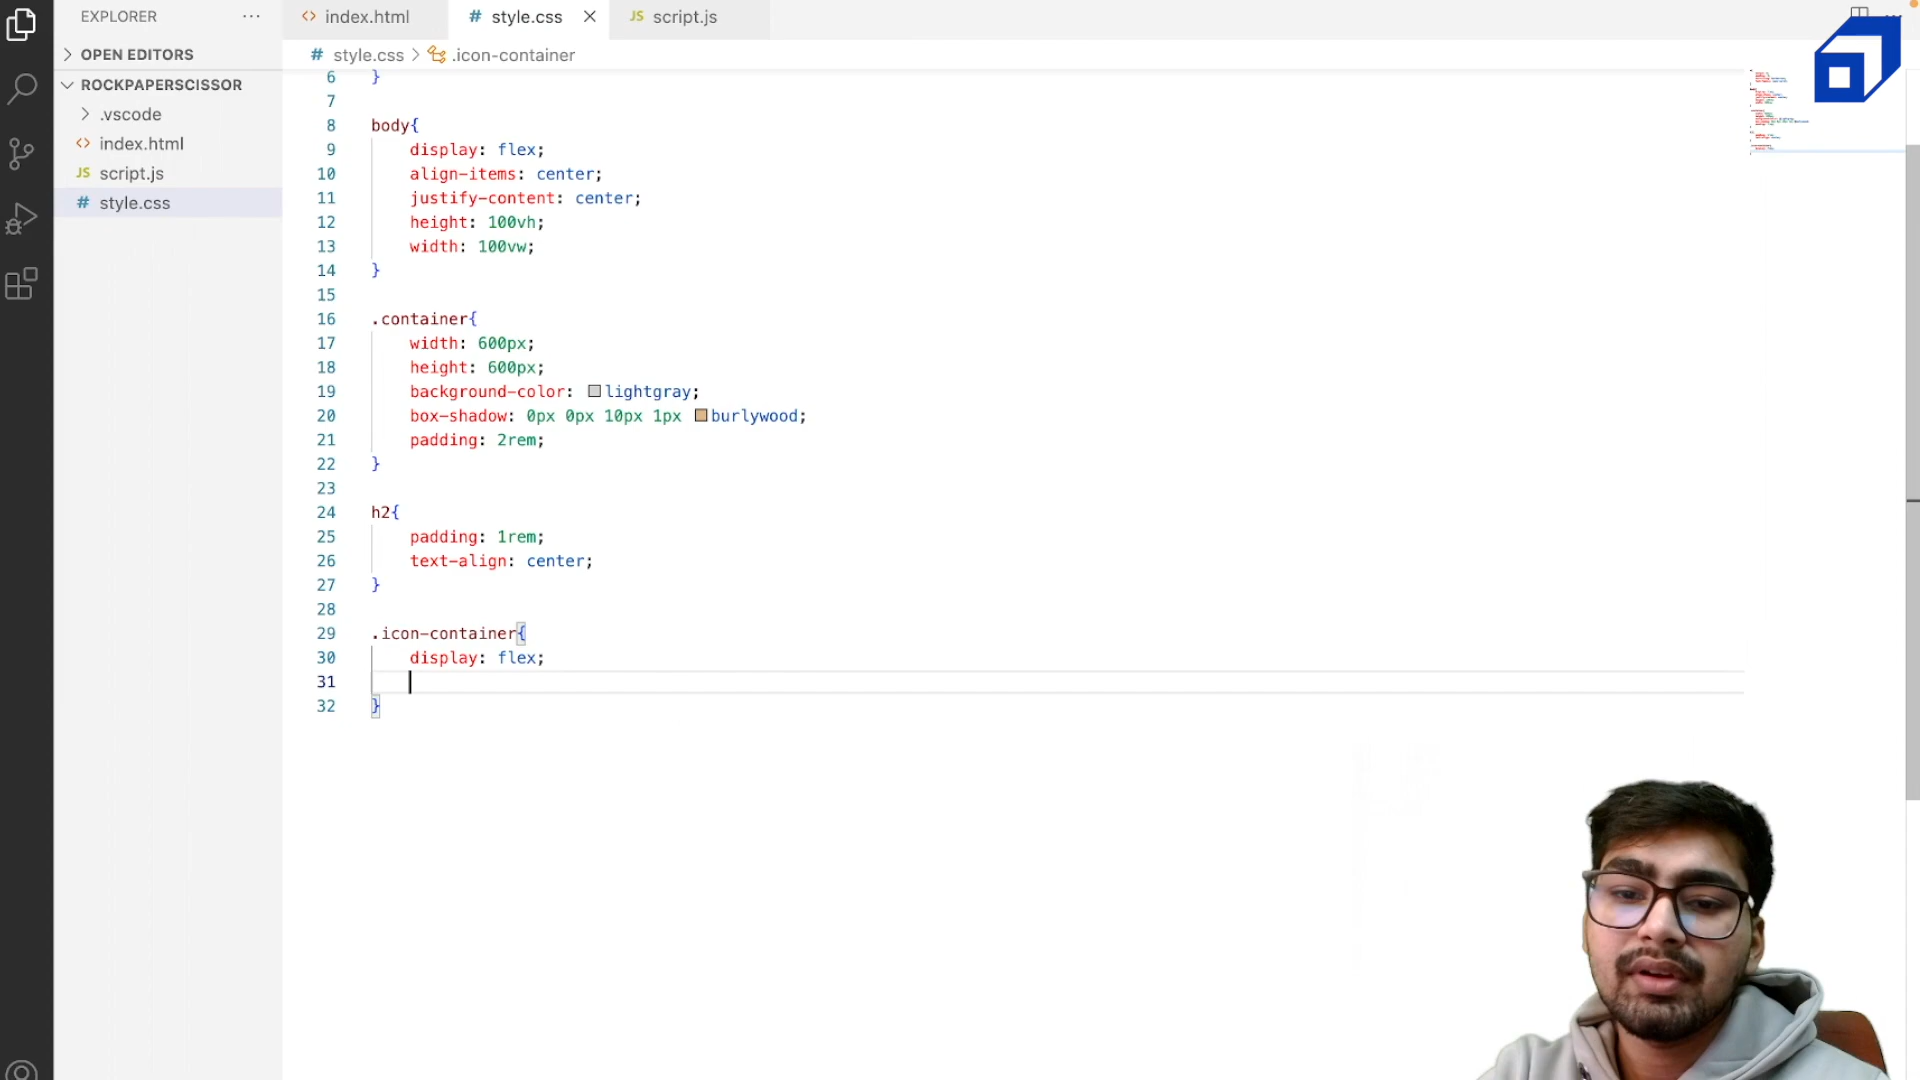 EXPLORER
OPEN EDITORS
ROCKPAPERSCISSOR
.vscode
index.html
script.js
style.css
index.html
style.css
script.js
style.css > .icon-container
6 }
7
8 body{
9 display: flex;
10 align-items: center;
11 justify-content: center;
12 height: 100vh;
13 width: 100vw;
14 }
15
16 .container{
17 width: 600px;
18 height: 600px;
19 background-color: lightgray;
20 box-shadow: 0px 0px 10px 1px burlywood;
21 padding: 2rem;
22 }
23
24 h2{
25 padding: 1rem;
26 text-align: center;
27 }
28
29 .icon-container{
30 display: flex;
31
32 }